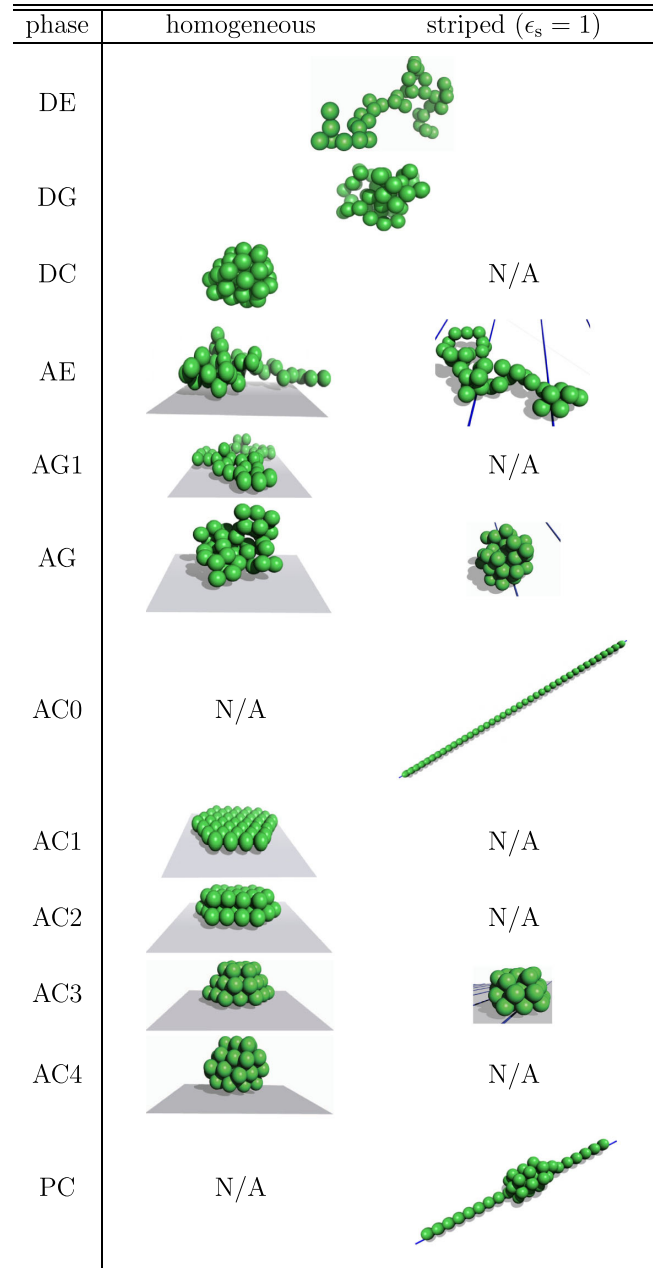 phase homogeneous striped (ϵs = 1)
DE
DG
DC N/A
AE
AG1 N/A
AG
AC0 N/A
AC1 N/A
AC2 N/A
AC3
AC4 N/A
PC N/A